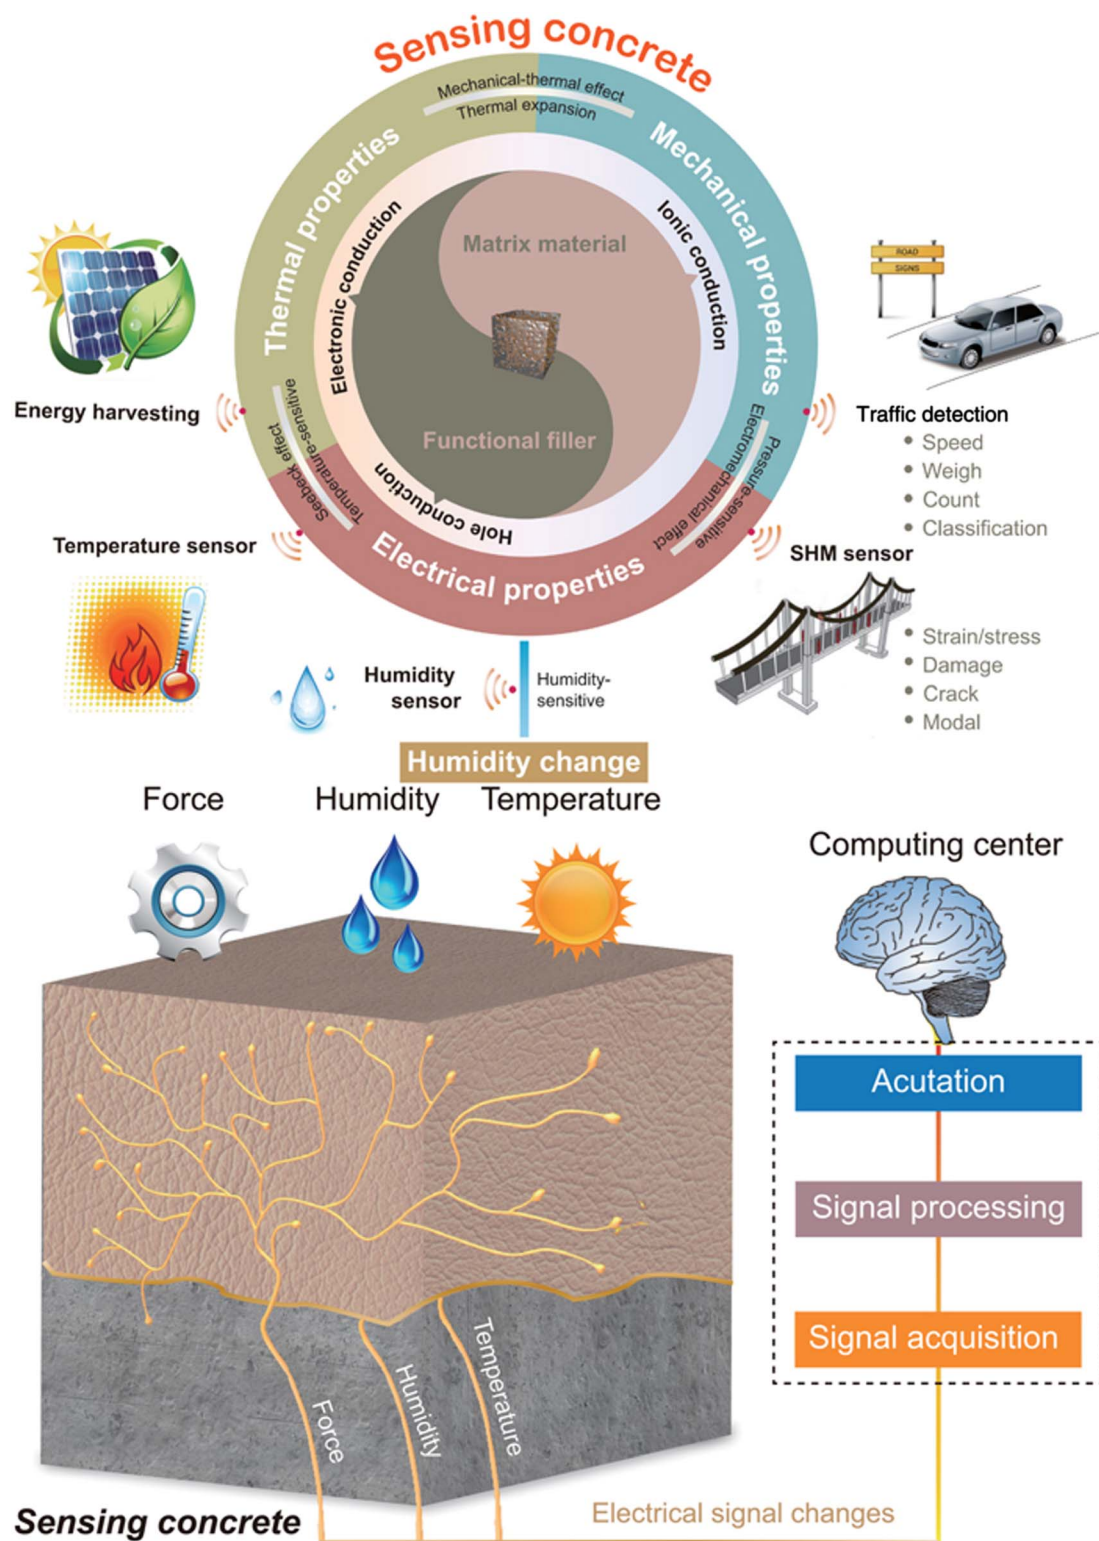 Sensing concrete
Mechanical-thermal effect
Thermal expansion
Thermal properties
Mechanical properties
Electronic conduction
Ionic conduction
Matrix material
ROAD
SIGNS
Functional filler
Hole conduction
Energy harvesting
Seebeck effect
Temperature-sensitive
Pressure-sensitive
Electromechanical effect
Electrical properties
Traffic detection
• Speed
• Weigh
• Count
• Classification
Temperature sensor
SHM sensor
• Strain/stress
• Damage
• Crack
• Modal
Humidity
sensor
Humidity-
sensitive
Humidity change
Force
Humidity
Temperature
Computing center
Acutation
Signal processing
Signal acquisition
Force
Humidity
Temperature
Sensing concrete
Electrical signal changes